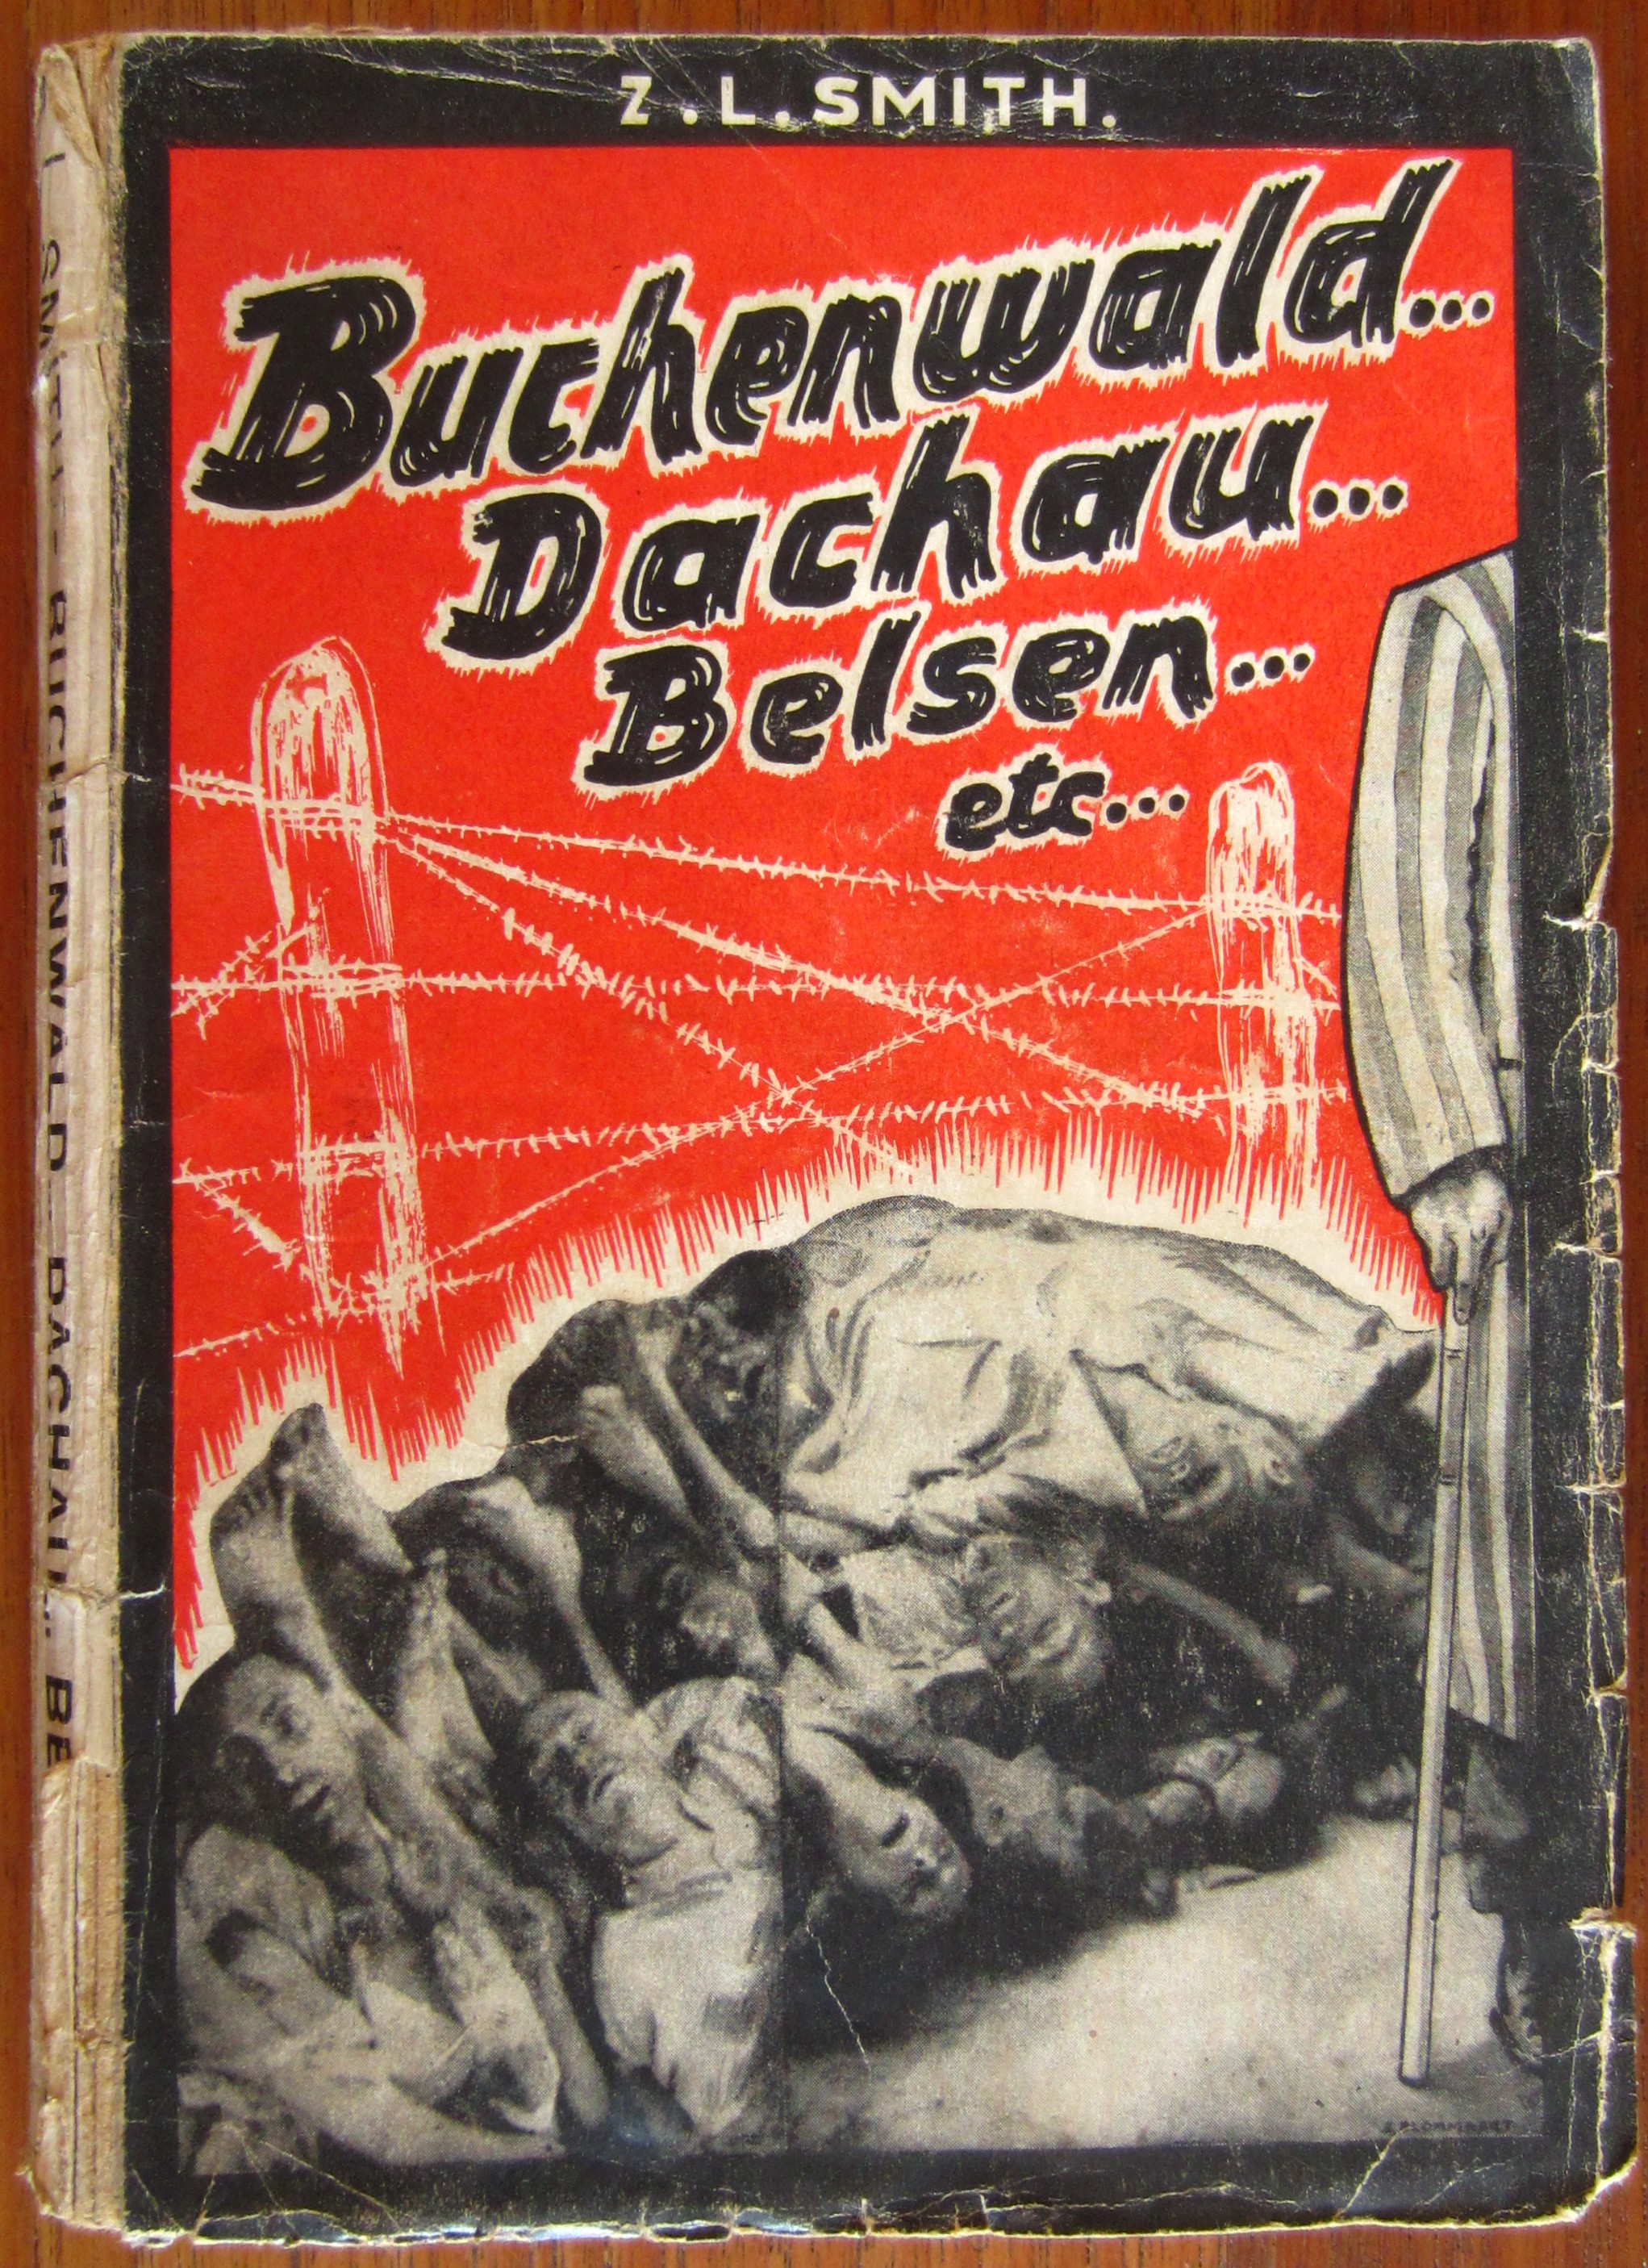 Z.L.SMITH.
Buchenwald...
Dachau...
Belsen...
etc...
SMITH - BUCHENWALD - DACHAU. BE